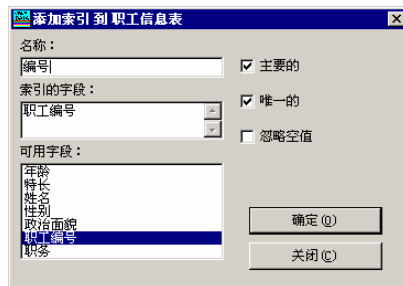 添加索引 到 职工信息表
名称：
编号
主要的
索引的字段：
职工编号
唯一的
忽略空值
可用字段：
年龄
特长
姓名
性别
政治面貌
职工编号
职务
确定(O)
关闭(C)